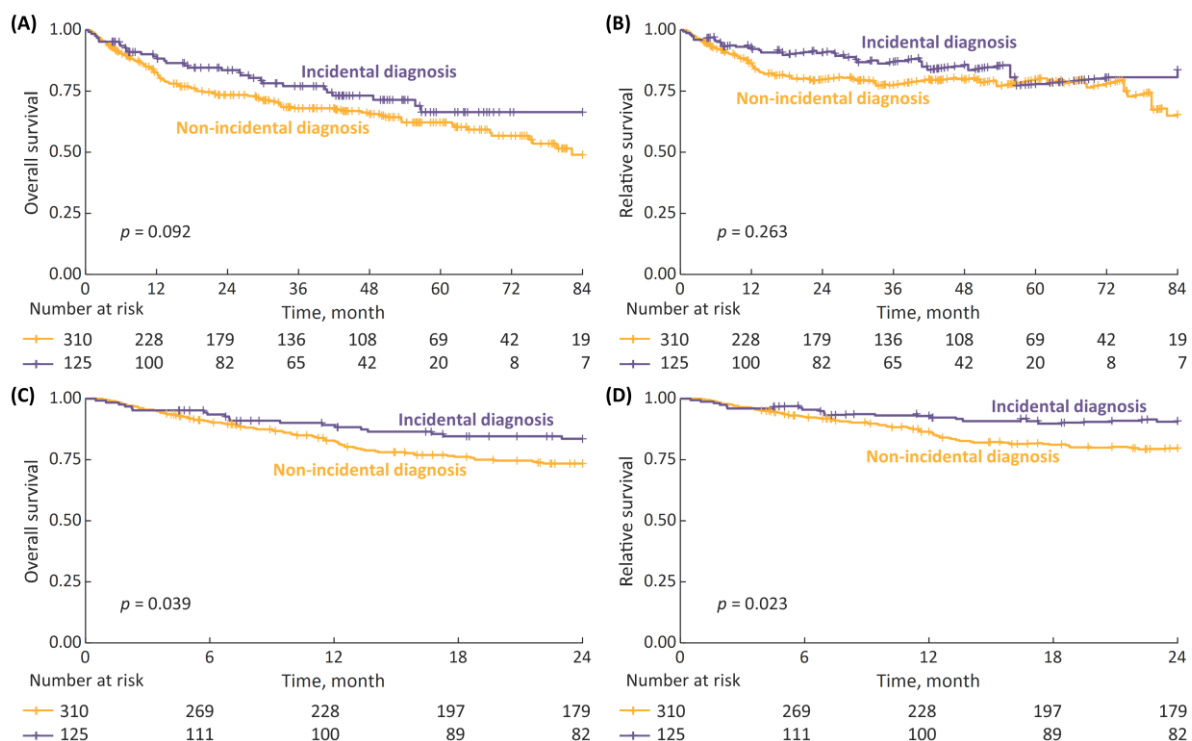 (A)
1.00
0.75
0.50
0.25
0.00
Overall survival
Incidental diagnosis
Non-incidental diagnosis
p = 0.092
0 12 24 36 48 60 72 84
Number at risk
Time, month
310 228 179 136 108 69 42 19
125 100 82 65 42 20 8 7
(B)
1.00
0.75
0.50
0.25
0.00
Relative survival
Incidental diagnosis
Non-incidental diagnosis
p = 0.263
0 12 24 36 48 60 72 84
Number at risk
Time, month
310 228 179 136 108 69 42 19
125 100 82 65 42 20 8 7
(C)
1.00
0.75
0.50
0.25
0.00
Overall survival
Incidental diagnosis
Non-incidental diagnosis
p = 0.039
0 6 12 18 24
Number at risk
Time, month
310 269 228 197 179
125 111 100 89 82
(D)
1.00
0.75
0.50
0.25
0.00
Relative survival
Incidental diagnosis
Non-incidental diagnosis
p = 0.023
0 6 12 18 24
Number at risk
Time, month
310 269 228 197 179
125 111 100 89 82